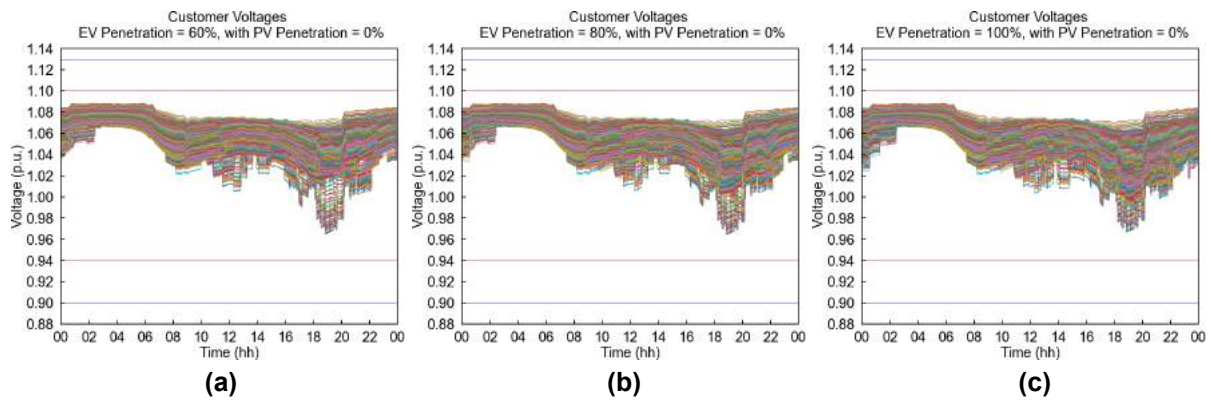 Customer Voltages
EV Penetration = 60%, with PV Penetration = 0%
1.14
1.12
1.10
1.08
1.06
1.04
1.02
1.00
0.98
0.96
0.94
0.92
0.90
0.88
Voltage (p.u.)
00 02 04 06 08 10 12 14 16 18 20 22 00
Time (hh)
(a)
Customer Voltages
EV Penetration = 80%, with PV Penetration = 0%
1.14
1.12
1.10
1.08
1.06
1.04
1.02
1.00
0.98
0.96
0.94
0.92
0.90
0.88
Voltage (p.u.)
00 02 04 06 08 10 12 14 16 18 20 22 00
Time (hh)
(b)
Customer Voltages
EV Penetration = 100%, with PV Penetration = 0%
1.14
1.12
1.10
1.08
1.06
1.04
1.02
1.00
0.98
0.96
0.94
0.92
0.90
0.88
Voltage (p.u.)
00 02 04 06 08 10 12 14 16 18 20 22 00
Time (hh)
(c)